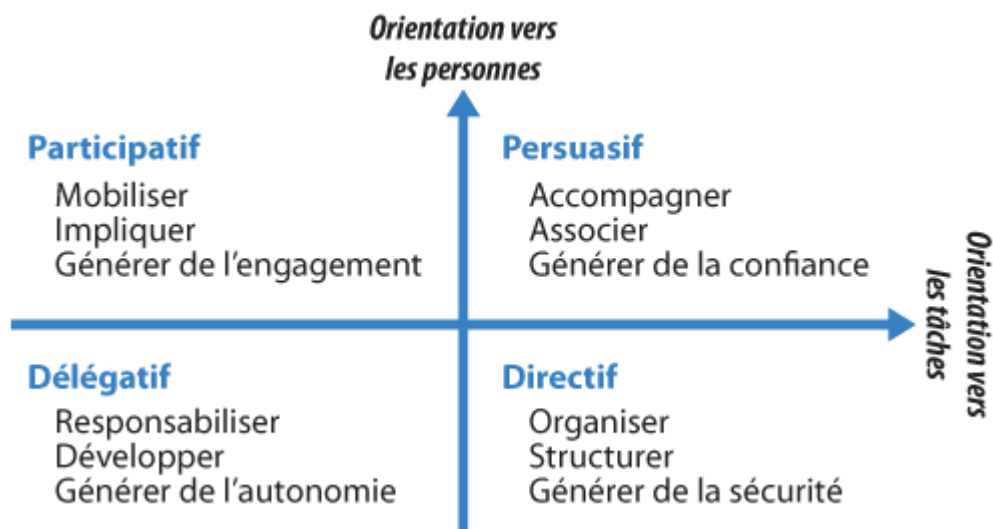 Orientation vers
les personnes
Participatif
Mobiliser
Impliquer
Générer de l'engagement
Persuasif
Accompagner
Associer
Générer de la confiance
Orientation vers
les tâches
Délégatif
Responsabiliser
Développer
Générer de l'autonomie
Directif
Organiser
Structurer
Générer de la sécurité